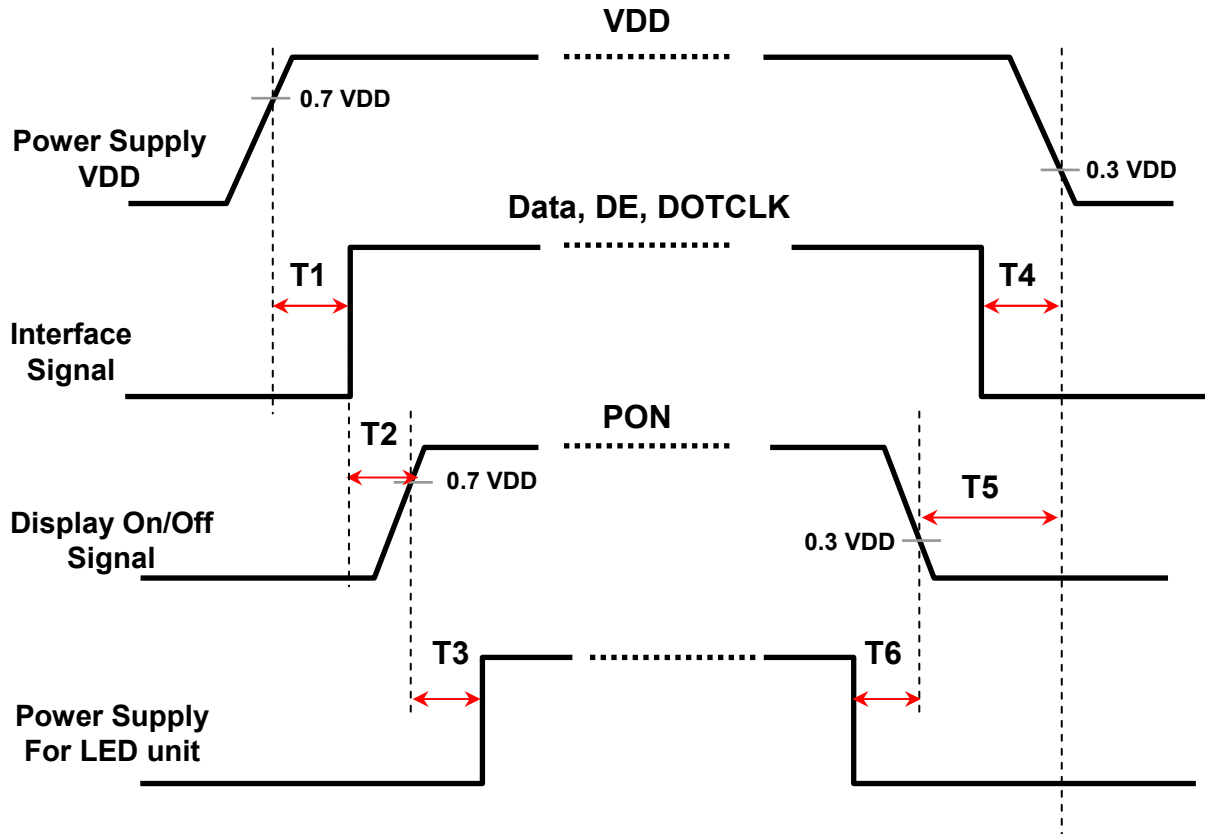 VDD
0.7 VDD
Power Supply
VDD
0.3 VDD
Data, DE, DOTCLK
T1
T4
Interface
Signal
PON
T2
0.7 VDD
T5
Display On/Off
Signal
0.3 VDD
T3
T6
Power Supply
For LED unit